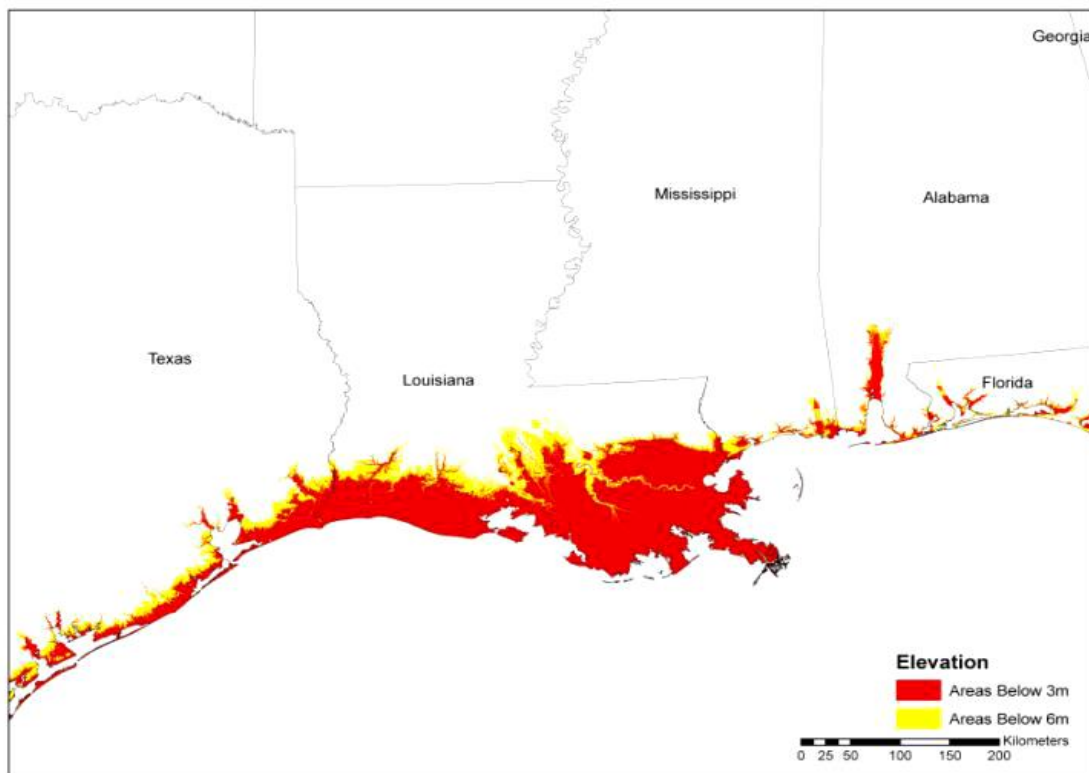 Georgia
Mississippi
Alabama
Texas
Louisiana
Florida
Elevation
Areas Below 3m
Areas Below 6m
Kilometers
0 25 50 100 150 200